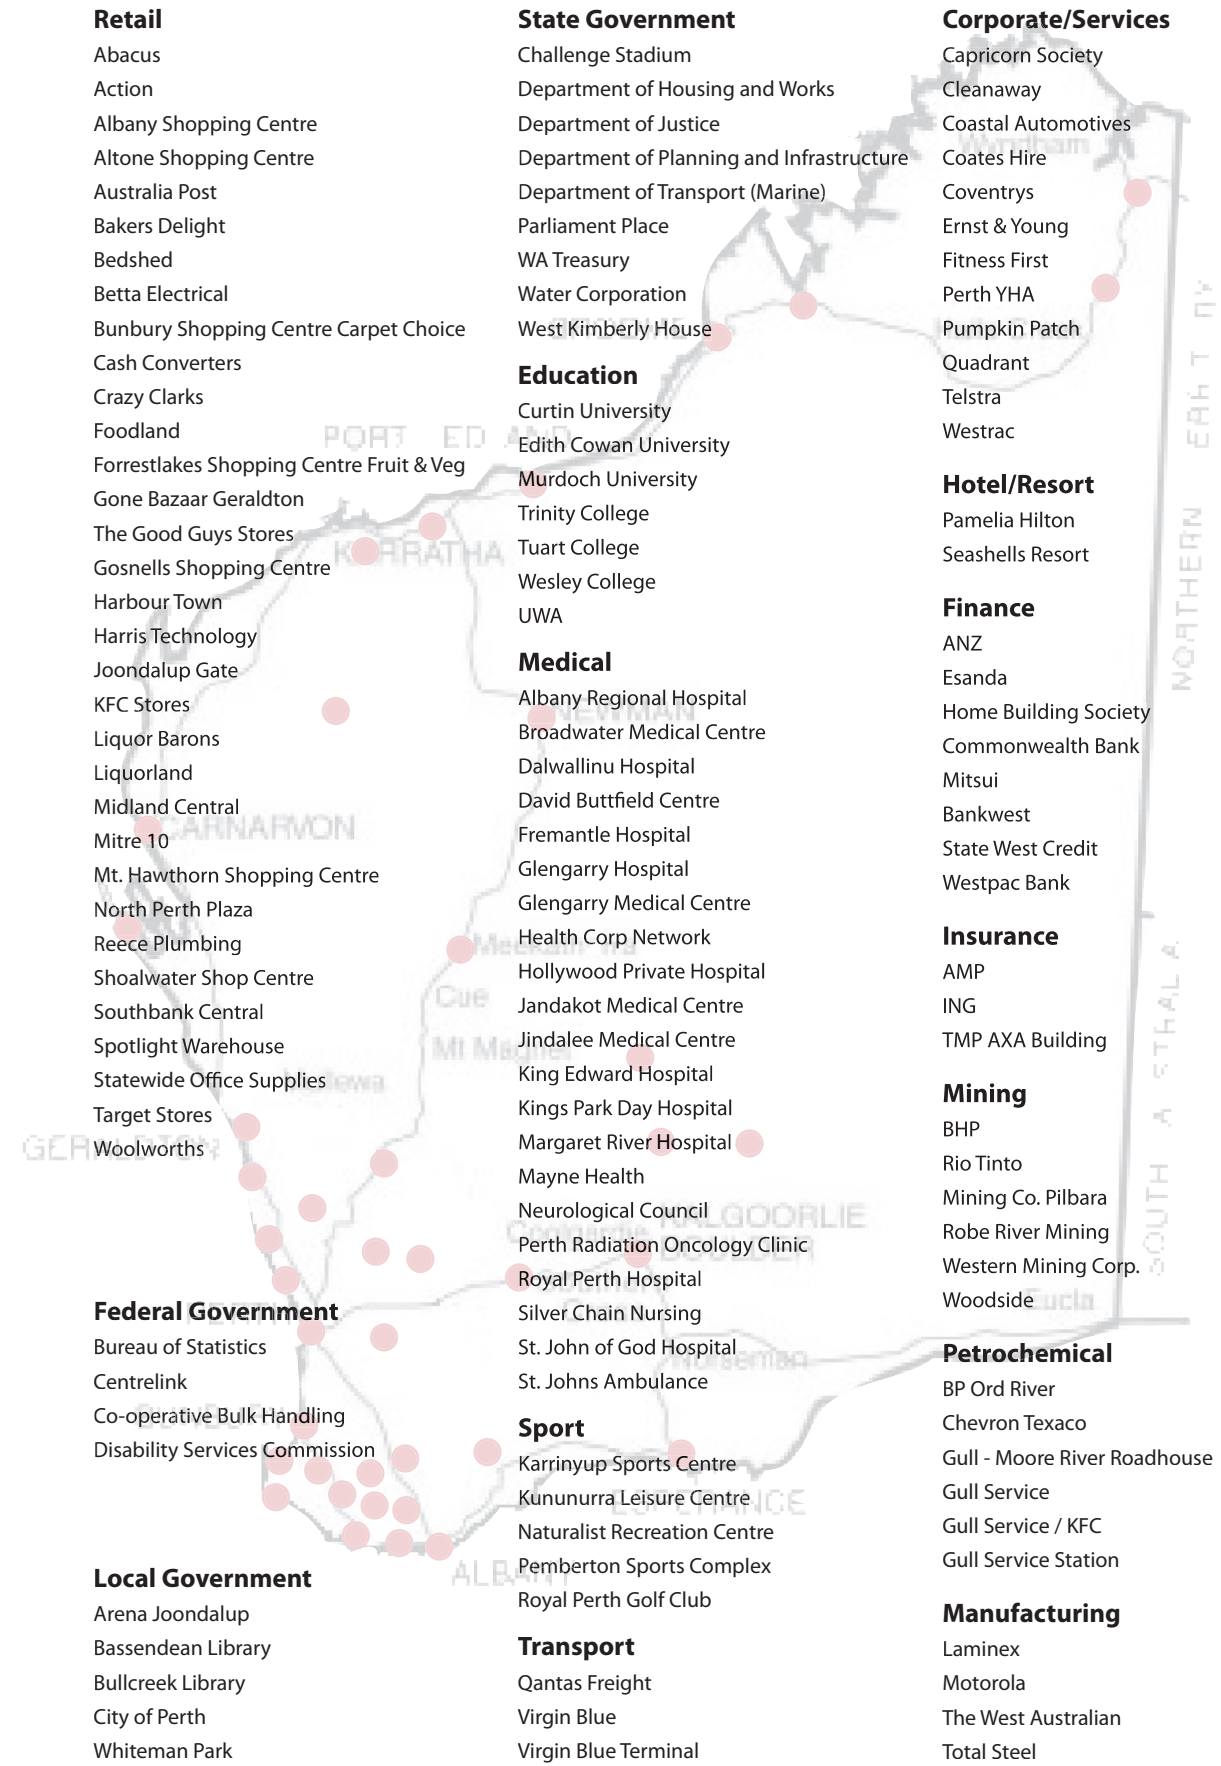 Retail
Abacus
Action
Albany Shopping Centre
Altone Shopping Centre
Australia Post
Bakers Delight
Bedshed
Betta Electrical
Bunbury Shopping Centre Carpet Choice
Cash Converters
Crazy Clarks
Foodland
Forrestlakes Shopping Centre Fruit & Veg
Gone Bazaar Geraldton
The Good Guys Stores
Gosnells Shopping Centre
Harbour Town
Harris Technology
Joondalup Gate
KFC Stores
Liquor Barons
Liquorland
Midland Central
Mitre 10
Mt. Hawthorn Shopping Centre
North Perth Plaza
Reece Plumbing
Shoalwater Shop Centre
Southbank Central
Spotlight Warehouse
Statewide Office Supplies
Target Stores
Woolworths
Federal Government
Bureau of Statistics
Centrelink
Co-operative Bulk Handling
Disability Services Commission
Local Government
Arena Joondalup
Bassendean Library
Bullcreek Library
City of Perth
Whiteman Park
State Government
Challenge Stadium
Department of Housing and Works
Department of Justice
Department of Planning and Infrastructure
Department of Transport (Marine)
Parliament Place
WA Treasury
Water Corporation
West Kimberly House
Education
Curtin University
Edith Cowan University
Murdoch University
Trinity College
Tuart College
Wesley College
UWA
Medical
Albany Regional Hospital
Broadwater Medical Centre
Dalwallinu Hospital
David Buttfield Centre
Fremantle Hospital
Glengarry Hospital
Glengarry Medical Centre
Health Corp Network
Hollywood Private Hospital
Jandakot Medical Centre
Jindalee Medical Centre
King Edward Hospital
Kings Park Day Hospital
Margaret River Hospital
Mayne Health
Neurological Council
Perth Radiation Oncology Clinic
Royal Perth Hospital
Silver Chain Nursing
St. John of God Hospital
St. Johns Ambulance
Sport
Karrinyup Sports Centre
Kununurra Leisure Centre
Naturalist Recreation Centre
Pemberton Sports Complex
Royal Perth Golf Club
Transport
Qantas Freight
Virgin Blue
Virgin Blue Terminal
Corporate/Services
Capricorn Society
Cleanaway
Coastal Automotives
Coates Hire
Coventrys
Ernst & Young
Fitness First
Perth YHA
Pumpkin Patch
Quadrant
Telstra
Westrac
Hotel/Resort
Pamelia Hilton
Seashells Resort
Finance
ANZ
Esanda
Home Building Society
Commonwealth Bank
Mitsui
Bankwest
State West Credit
Westpac Bank
Insurance
AMP
ING
TMP AXA Building
Mining
BHP
Rio Tinto
Mining Co. Pilbara
Robe River Mining
Western Mining Corp.
Woodside
Petrochemical
BP Ord River
Chevron Texaco
Gull - Moore River Roadhouse
Gull Service
Gull Service / KFC
Gull Service Station
Manufacturing
Laminex
Motorola
The West Australian
Total Steel
Wyndham
NEWMAN
CARNARVON
Cue
KALGOORLIE
BOULDER
Norseman
Eucla
ESPERANCE
ALBANY
NORTHERN
SOUTH